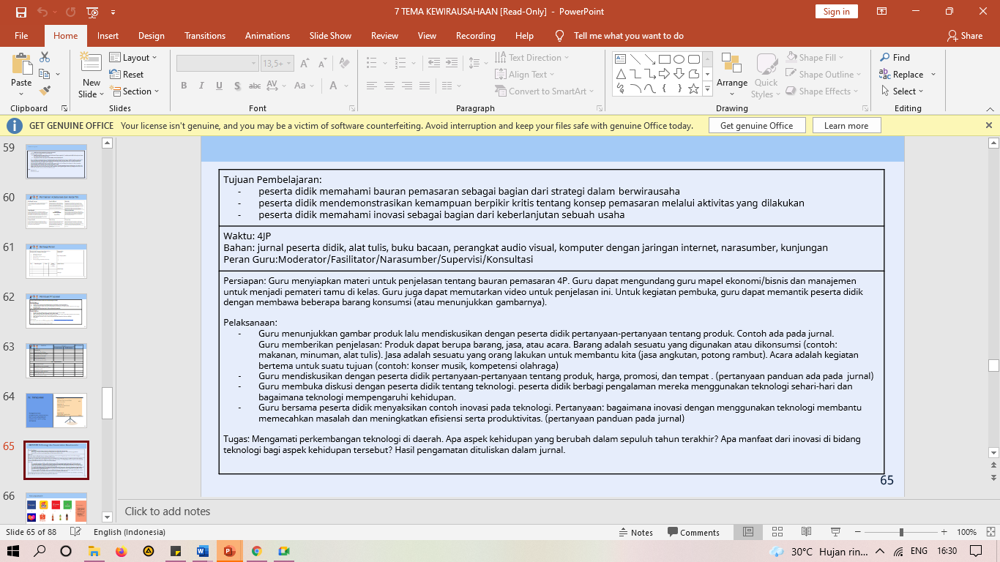 7 TEMA KEWIRAUSAHAAN [Read-Only] - PowerPoint
Sign in
File Home Insert Design Transitions Animations Slide Show Review View Recording Help Tell me what you want to do Share
Paste
Clipboard
New Slide
Layout
Reset
Section
Slides
13,5+
B I U S abc AV Aa A
Font
Text Direction
Align Text
Convert to SmartArt
Paragraph
Arrange
Quick Styles
Shape Fill
Shape Outline
Shape Effects
Drawing
Find
Replace
Select
Editing
GET GENUINE OFFICE Your license isn't genuine, and you may be a victim of software counterfeiting. Avoid interruption and keep your files safe with genuine Office today. Get genuine Office Learn more
59
60
61
62
63
64
65
66
Tujuan Pembelajaran:
- peserta didik memahami bauran pemasaran sebagai bagian dari strategi dalam berwirausaha
- peserta didik mendemonstrasikan kemampuan berpikir kritis terhadap konsep pemasaran melalui aktivitas yang dilakukan
- peserta didik memahami inovasi sebagai bagian dari keberlanjutan sebuah usaha
Waktu: 4JP
Bahan: jurnal peserta didik, alat tulis, buku bacaan, perangkat audio visual, komputer dengan jaringan internet, narasumber, kunjungan
Peran Guru:Moderator/Fasilitator/Narasumber/Supervisi/Konsultasi
Persiapan: Guru menyiapkan materi untuk penjelasan tentang bauran pemasaran 4P. Guru dapat mengundang guru mapel ekonomi/bisnis dan manajemen
untuk menjadi pemateri tamu di kelas. Guru juga dapat memutarkan video untuk penjelasan ini. Untuk kegiatan pembuka, guru dapat memantik peserta didik
dengan membawa beberapa barang konsumsi (atau menunjukkan gambarnya).
Pelaksanaan:
- Guru menunjukkan gambar produk lalu mendiskusikan dengan peserta didik pertanyaan-pertanyaan tentang produk. Contoh ada pada jurnal.
Guru memberikan penjelasan: Produk dapat berupa barang, jasa, atau acara. Barang adalah sesuatu yang digunakan atau dikonsumsi (contoh:
makanan, minuman, alat tulis). Jasa adalah sesuatu yang orang lakukan untuk membantu kita (jasa angkutan, potong rambut). Acara adalah kegiatan
bertema untuk suatu tujuan (contoh: konser musik, kompetensi olahraga)
- Guru mendiskusikan dengan peserta didik pertanyaan-pertanyaan tentang produk, harga, promosi, dan tempat . (pertanyaan panduan ada pada jurnal)
- Guru membuka diskusi dengan peserta didik tentang teknologi. peserta didik berbagi pengalaman mereka menggunakan teknologi sehari-hari dan
bagaimana teknologi mempengaruhi kehidupan.
- Guru bersama peserta didik menyaksikan contoh inovasi pada teknologi. Pertanyaan: bagaimana inovasi dengan menggunakan teknologi membantu
memecahkan masalah dan meningkatkan efisiensi serta produktivitas. (pertanyaan panduan pada jurnal)
Tugas: Mengamati perkembangan teknologi di daerah. Apa aspek kehidupan yang berubah dalam sepuluh tahun terakhir? Apa manfaat dari inovasi di bidang
teknologi bagi aspek kehidupan tersebut? Hasil pengamatan dituliskan dalam jurnal.
65
Click to add notes
Slide 65 of 88 English (Indonesia) Notes Comments 100%
30°C Hujan rin... ENG 16:30